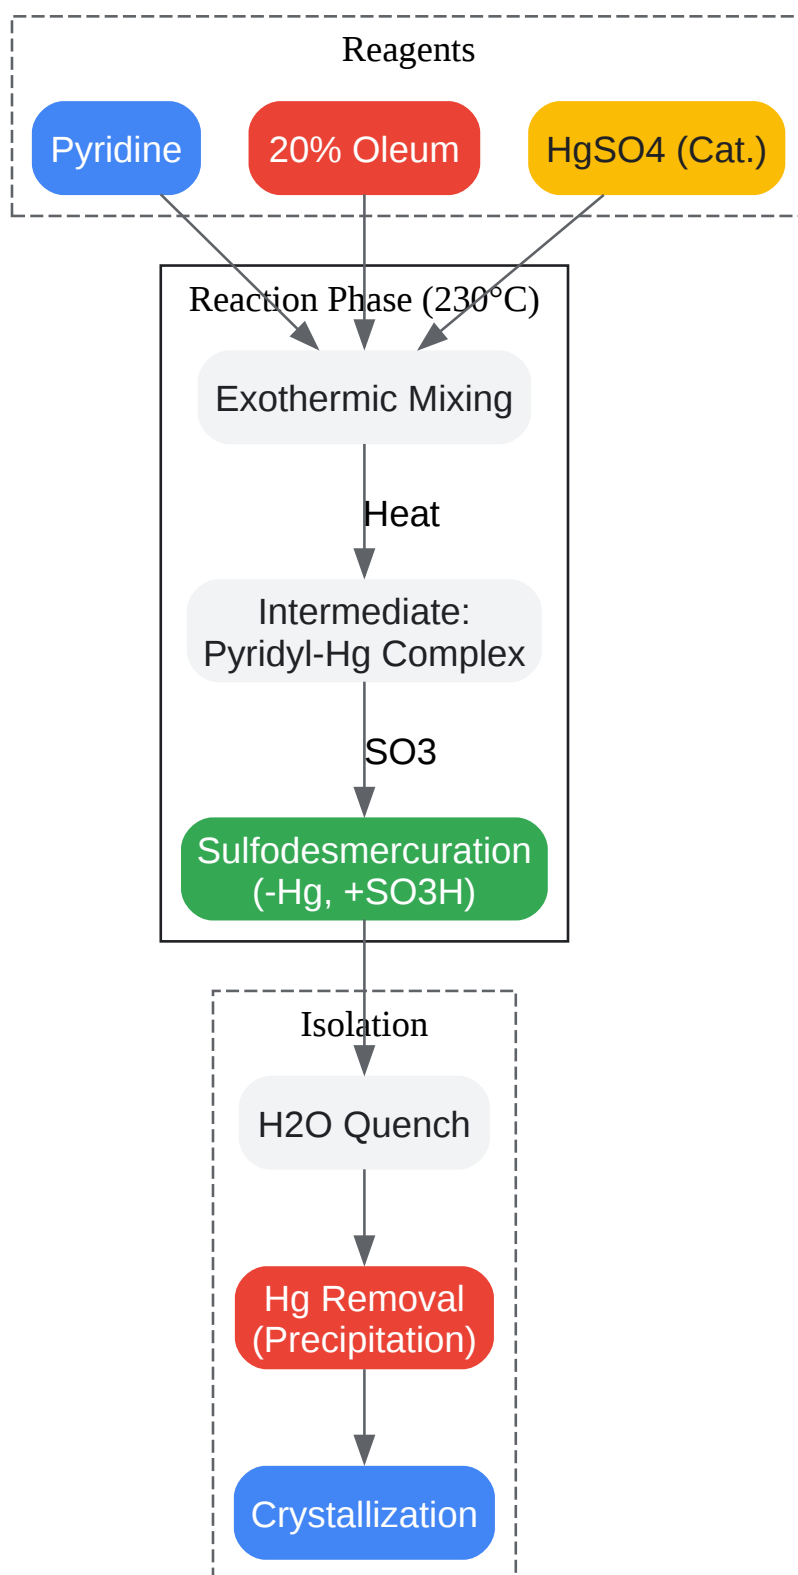 Reagents
Pyridine
20% Oleum
HgSO4 (Cat.)
Reaction Phase (230°C)
Exothermic Mixing
Heat
Intermediate:
Pyridyl-Hg Complex
SO3
Sulfodesmercuration
(-Hg, +SO3H)
Isolation
H2O Quench
Hg Removal
(Precipitation)
Crystallization